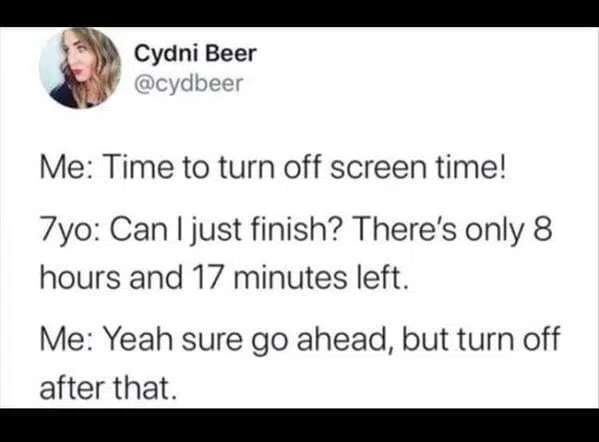 Cydni Beer
@cydbeer
Me: Time to turn off screen time!
7yo: Can I just finish? There's only 8
hours and 17 minutes left.
Me: Yeah sure go ahead, but turn off
after that.